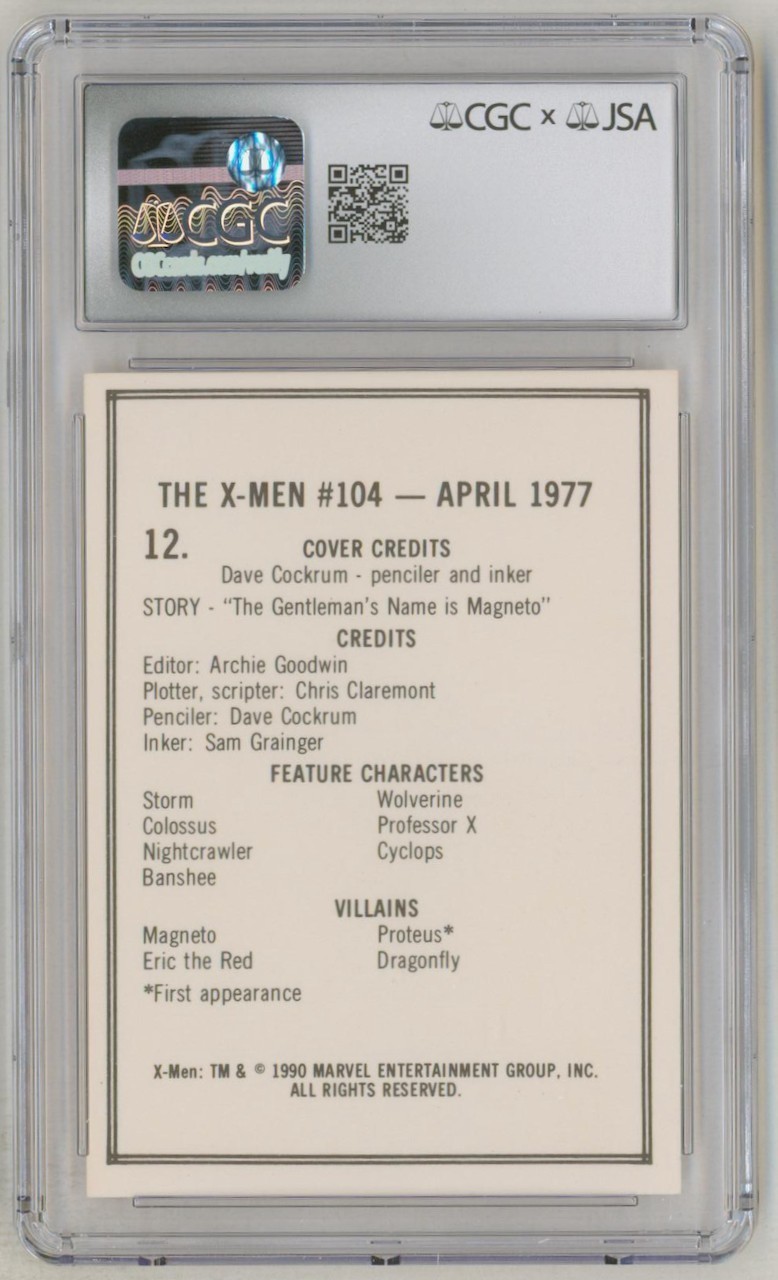 CGC x JSA
CGC
THE X-MEN #104 — APRIL 1977
12.
COVER CREDITS
Dave Cockrum - penciler and inker
STORY - “The Gentleman’s Name is Magneto”
CREDITS
Editor: Archie Goodwin
Plotter, scripter: Chris Claremont
Penciler: Dave Cockrum
Inker: Sam Grainger
FEATURE CHARACTERS
Storm
Colossus
Nightcrawler
Banshee
Wolverine
Professor X
Cyclops
VILLAINS
Magneto
Eric the Red
Proteus*
Dragonfly
*First appearance
X-Men: TM & © 1990 MARVEL ENTERTAINMENT GROUP, INC.
ALL RIGHTS RESERVED.